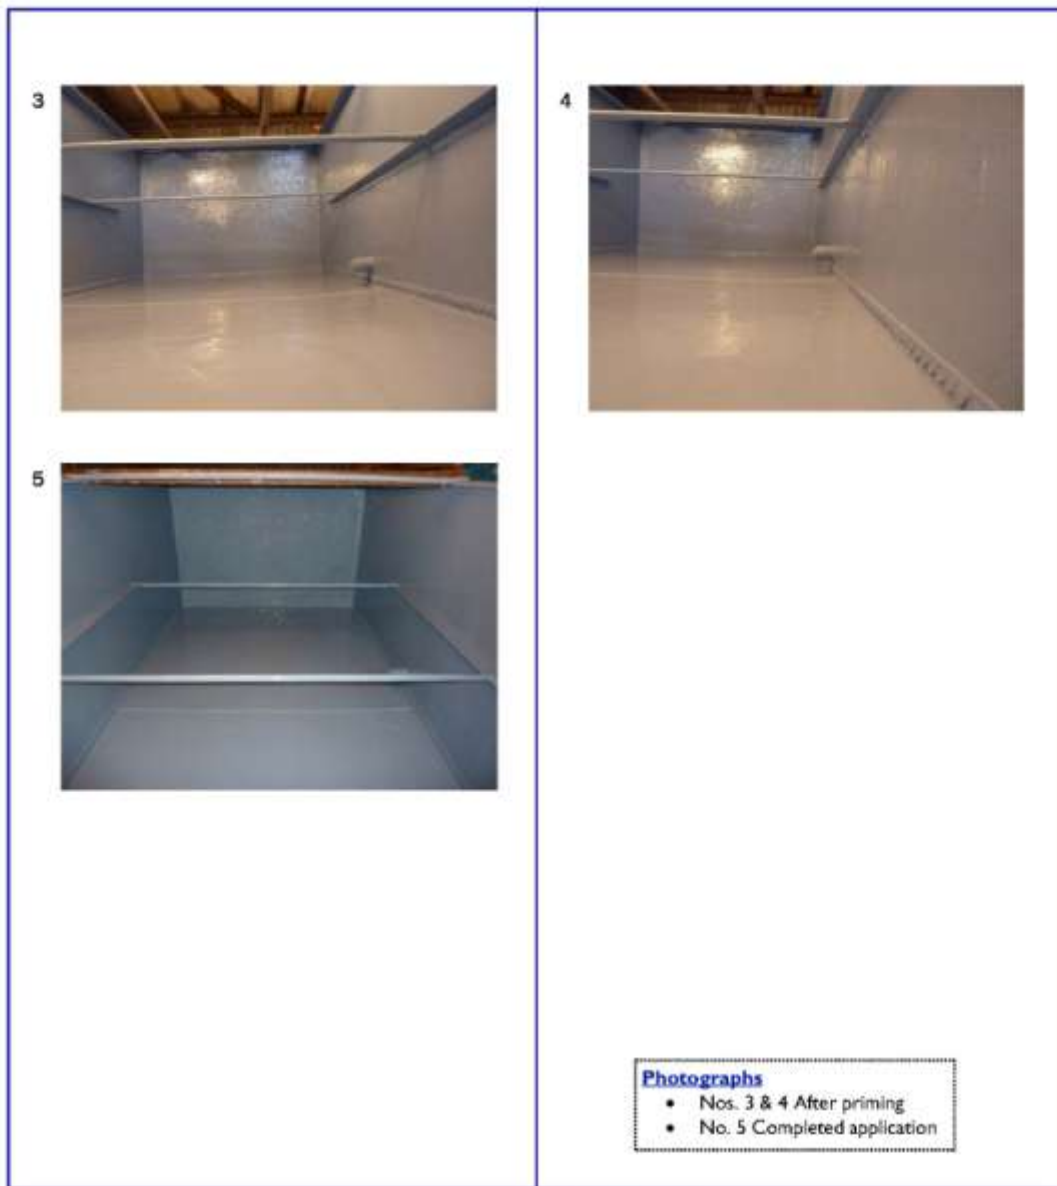 3
4
5
Photographs
• Nos. 3 & 4 After priming
• No. 5 Completed application